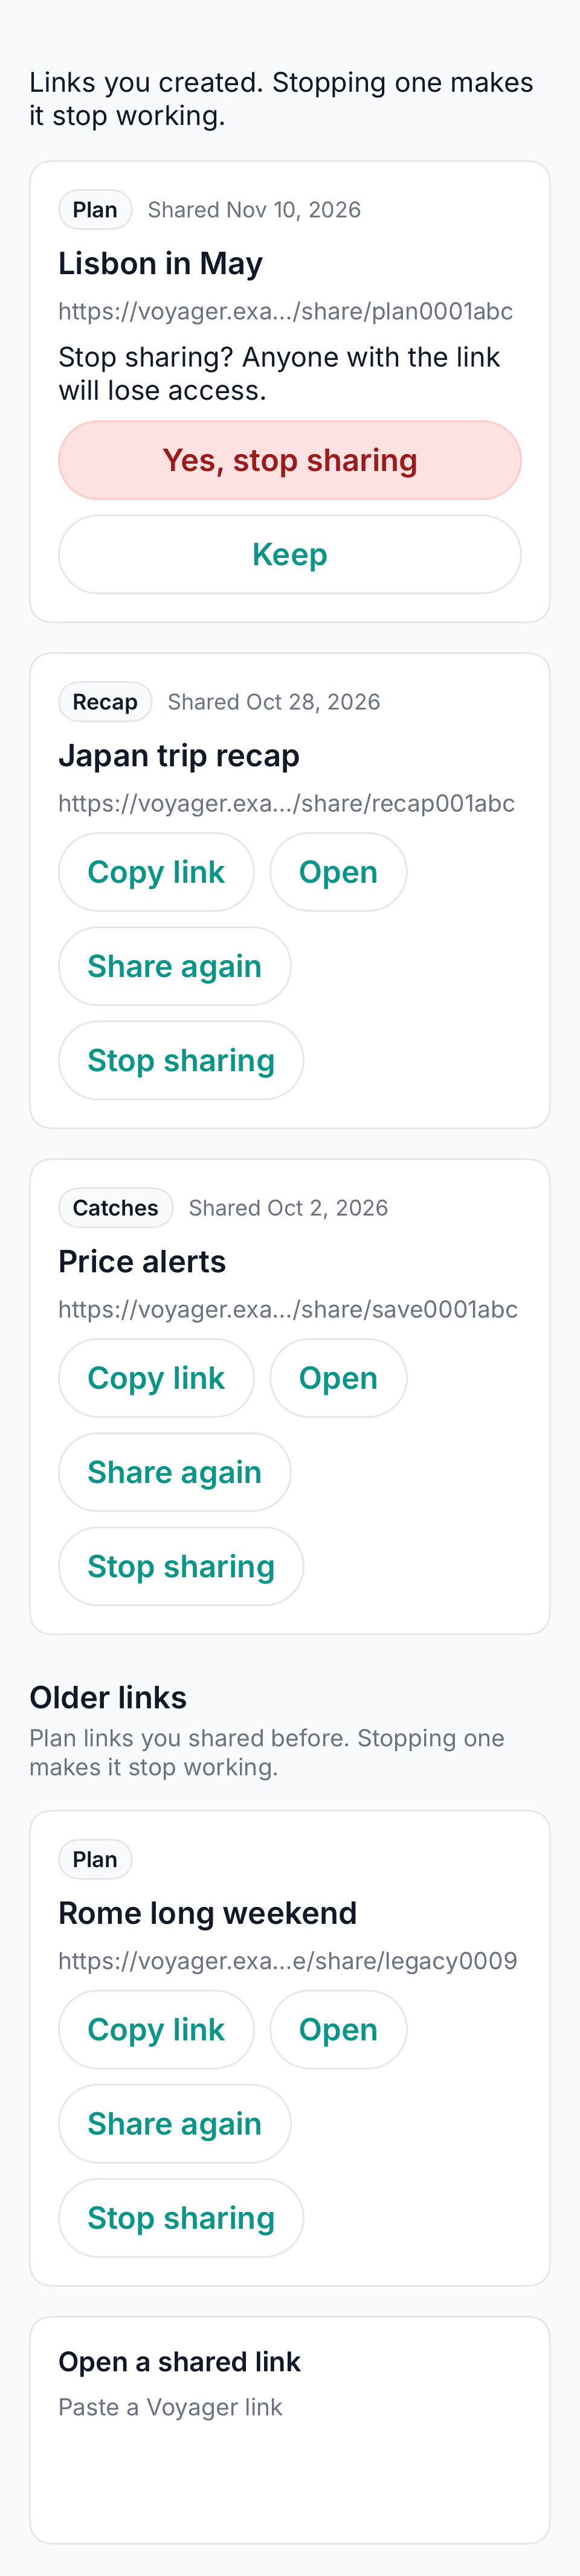 Links you created. Stopping one makes
it stop working.
Plan Shared Nov 10, 2026
Lisbon in May
https://voyager.exa.../share/plan0001abc
Stop sharing? Anyone with the link
will lose access.
Yes, stop sharing
Keep
Recap Shared Oct 28, 2026
Japan trip recap
https://voyager.exa.../share/recap001abc
Copy link Open
Share again
Stop sharing
Catches Shared Oct 2, 2026
Price alerts
https://voyager.exa.../share/save0001abc
Copy link Open
Share again
Stop sharing
Older links
Plan links you shared before. Stopping one
makes it stop working.
Plan
Rome long weekend
https://voyager.exa...e/share/legacy0009
Copy link Open
Share again
Stop sharing
Open a shared link
Paste a Voyager link